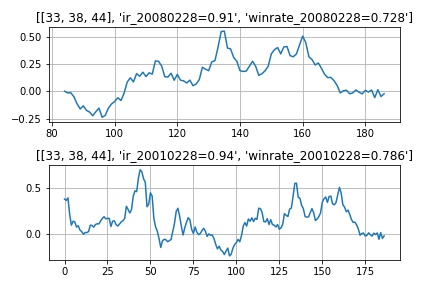 [[33, 38, 44], 'ir_20080228=0.91', 'winrate_20080228=0.728']
0.50
0.25
0.00
−0.25
80 100 120 140 160 180
[[33, 38, 44], 'ir_20010228=0.94', 'winrate_20010228=0.786']
0.5
0.0
0 25 50 75 100 125 150 175